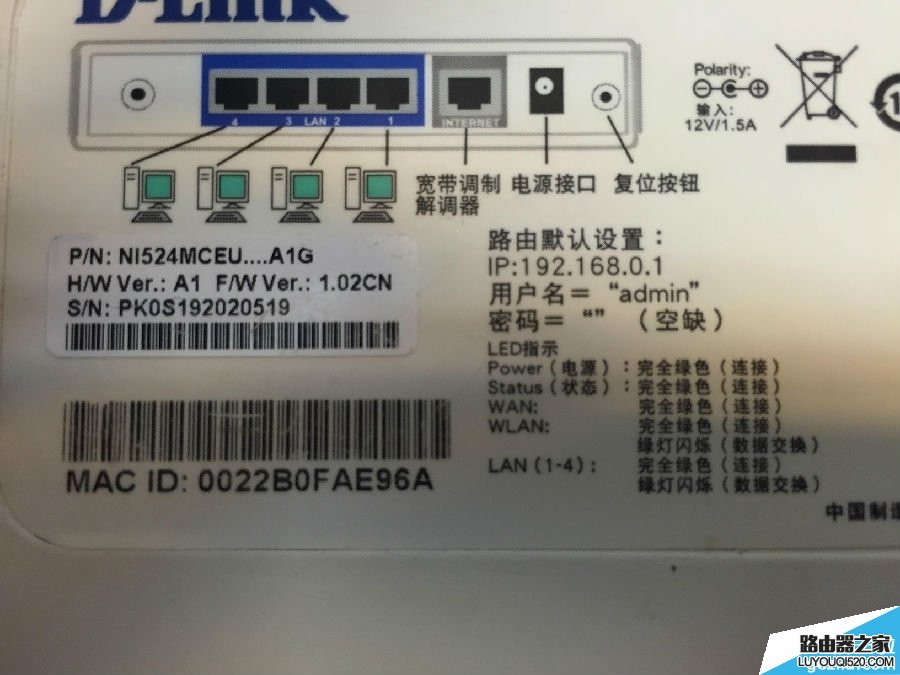 D-Link
4 3 LAN 2 1 INTERNET
Polarity:
输入:
12V/1.5A
宽带调制 电源接口 复位按钮
解调器
P/N: NI524MCEU....A1G
H/W Ver.: A1 F/W Ver.: 1.02CN
S/N: PK0S192020519
MAC ID: 0022B0FAE96A
路由默认设置：
IP:192.168.0.1
用户名＝“admin”
密码＝“”（空缺）
LED指示
Power（电源）：完全绿色（连接）
Status（状态）：完全绿色（连接）
WAN: 完全绿色（连接）
WLAN: 完全绿色（连接）
绿灯闪烁（数据交换）
LAN（1-4）: 完全绿色（连接）
绿灯闪烁（数据交换）
中国制造
路由器之家
LUYOUQI520.COM